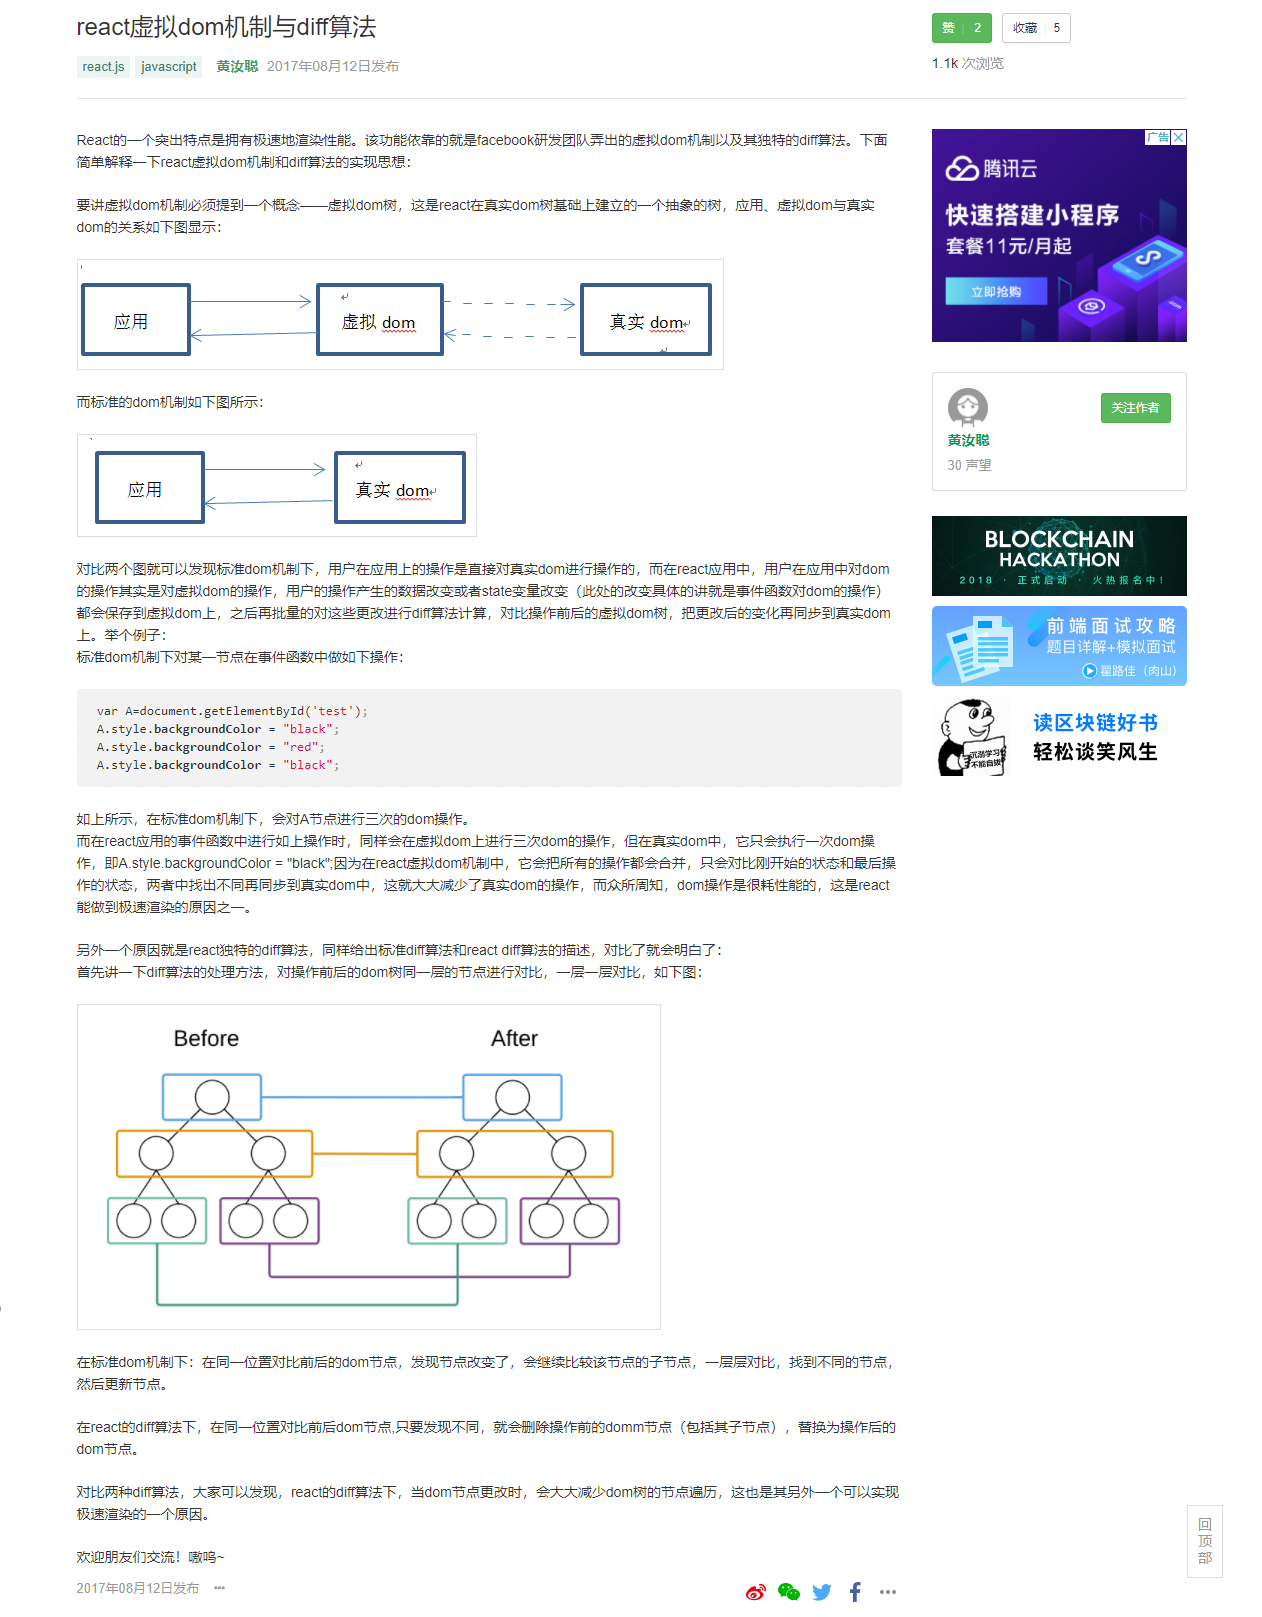 react虚拟dom机制与diff算法
react.js javascript 黄汝聪 2017年08月12日发布
赞 2 收藏 5
1.1k 次浏览
React的一个突出特点是拥有极速地渲染性能。该功能依靠的就是facebook研发团队弄出的虚拟dom机制以及其独特的diff算法。下面
简单解释一下react虚拟dom机制和diff算法的实现思想：
要讲虚拟dom机制必须提到一个概念——虚拟dom树，这是react在真实dom树基础上建立的一个抽象的树，应用、虚拟dom与真实
dom的关系如下图显示：
应用 虚拟 dom 真实 dom
而标准的dom机制如下图所示：
应用 真实 dom
对比两个图就可以发现标准dom机制下，用户在应用上的操作是直接对真实dom进行操作的，而在react应用中，用户在应用中对dom
的操作其实是对虚拟dom的操作，用户的操作产生的数据改变或者state变量改变（此处的改变具体的讲就是事件函数对dom的操作）
都会保存到虚拟dom上，之后再批量的对这些更改进行diff算法计算，对比操作前后的虚拟dom树，把更改后的变化再同步到真实dom
上。举个例子：
标准dom机制下对某一节点在事件函数中做如下操作：
var A=document.getElementById('test');
A.style.backgroundColor = "black";
A.style.backgroundColor = "red";
A.style.backgroundColor = "black";
如上所示，在标准dom机制下，会对A节点进行三次的dom操作。
而在react应用的事件函数中进行如上操作时，同样会在虚拟dom上进行三次dom的操作，但在真实dom中，它只会执行一次dom操
作，即A.style.backgroundColor = "black";因为在react虚拟dom机制中，它会把所有的操作都会合并，只会对比刚开始的状态和最后操
作的状态，两者中找出不同再同步到真实dom中，这就大大减少了真实dom的操作，而众所周知，dom操作是很耗性能的，这是react
能做到极速渲染的原因之一。
另外一个原因就是react独特的diff算法，同样给出标准diff算法和react diff算法的描述，对比了就会明白了：
首先讲一下diff算法的处理方法，对操作前后的dom树同一层的节点进行对比，一层一层对比，如下图：
Before After
在标准dom机制下：在同一位置对比前后的dom节点，发现节点改变了，会继续比较该节点的子节点，一层层对比，找到不同的节点，
然后更新节点。
在react的diff算法下，在同一位置对比前后dom节点,只要发现不同，就会删除操作前的domm节点（包括其子节点），替换为操作后的
dom节点。
对比两种diff算法，大家可以发现，react的diff算法下，当dom节点更改时，会大大减少dom树的节点遍历，这也是其另外一个可以实现
极速渲染的一个原因。
欢迎朋友们交流！嗷呜~
2017年08月12日发布 •••
广告
腾讯云
快速搭建小程序
套餐11元/月起
立即抢购
.com
关注作者
黄汝聪
30 声望
BLOCKCHAIN
HACKATHON
2018 · 正式启动 · 火热报名中！
前端面试攻略
题目详解+模拟面试
翟路佳（肉山）
沉溺学习
不能自拔
读区块链好书
轻松谈笑风生
回
顶
部